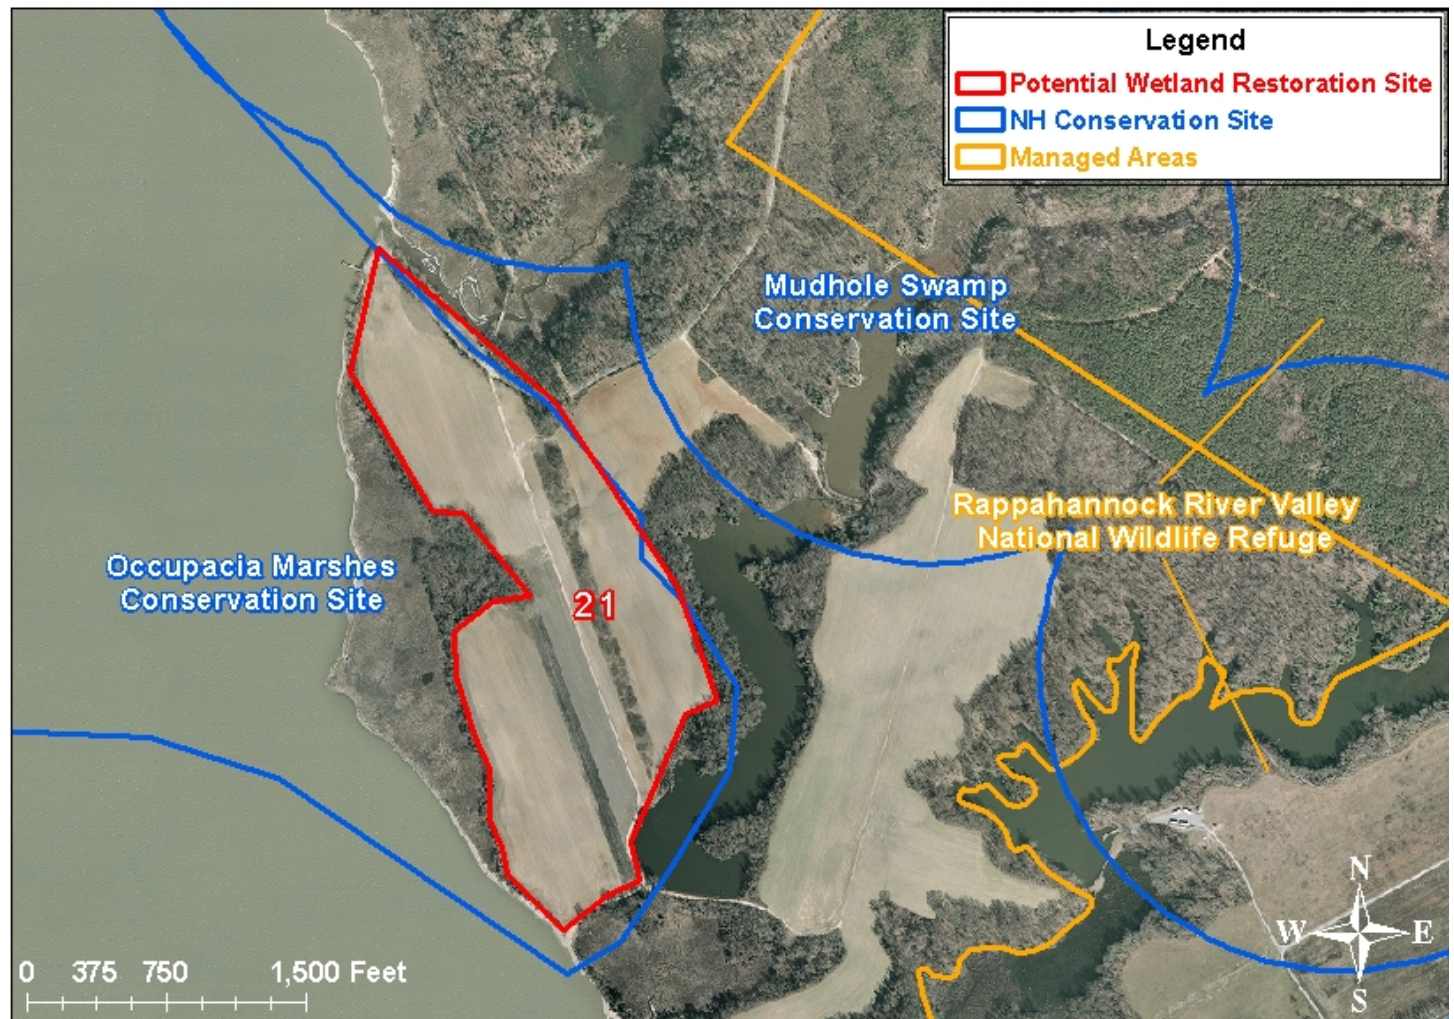 Legend
Potential Wetland Restoration Site
NH Conservation Site
Managed Areas
Mudhole Swamp
Conservation Site
Rappahannock River Valley
National Wildlife Refuge
Occupacia Marshes
Conservation Site
21
N
W E
S
0 375 750 1,500 Feet